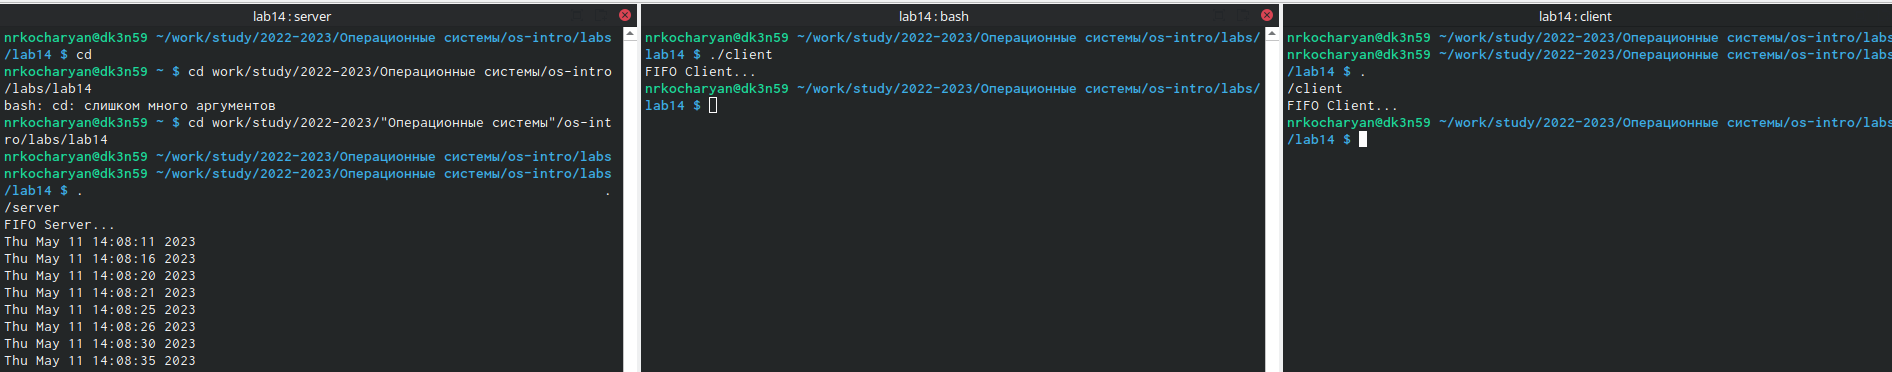 lab14 : server
nrkocharyan@dk3n59 ~/work/study/2022-2023/Операционные системы/os-intro/labs
/lab14 $ cd
nrkocharyan@dk3n59 ~ $ cd work/study/2022-2023/Операционные системы/os-intro
/labs/lab14
bash: cd: слишком много аргументов
nrkocharyan@dk3n59 ~ $ cd work/study/2022-2023/"Операционные системы"/os-int
ro/labs/lab14
nrkocharyan@dk3n59 ~/work/study/2022-2023/Операционные системы/os-intro/labs
nrkocharyan@dk3n59 ~/work/study/2022-2023/Операционные системы/os-intro/labs
/lab14 $ . .
/server
FIFO Server...
Thu May 11 14:08:11 2023
Thu May 11 14:08:16 2023
Thu May 11 14:08:20 2023
Thu May 11 14:08:21 2023
Thu May 11 14:08:25 2023
Thu May 11 14:08:26 2023
Thu May 11 14:08:30 2023
Thu May 11 14:08:35 2023
lab14 : bash
nrkocharyan@dk3n59 ~/work/study/2022-2023/Операционные системы/os-intro/labs/
lab14 $ ./client
FIFO Client...
nrkocharyan@dk3n59 ~/work/study/2022-2023/Операционные системы/os-intro/labs/
lab14 $
lab14 : client
nrkocharyan@dk3n59 ~/work/study/2022-2023/Операционные системы/os-intro/labs
nrkocharyan@dk3n59 ~/work/study/2022-2023/Операционные системы/os-intro/labs
/lab14 $ .
/client
FIFO Client...
nrkocharyan@dk3n59 ~/work/study/2022-2023/Операционные системы/os-intro/labs
/lab14 $